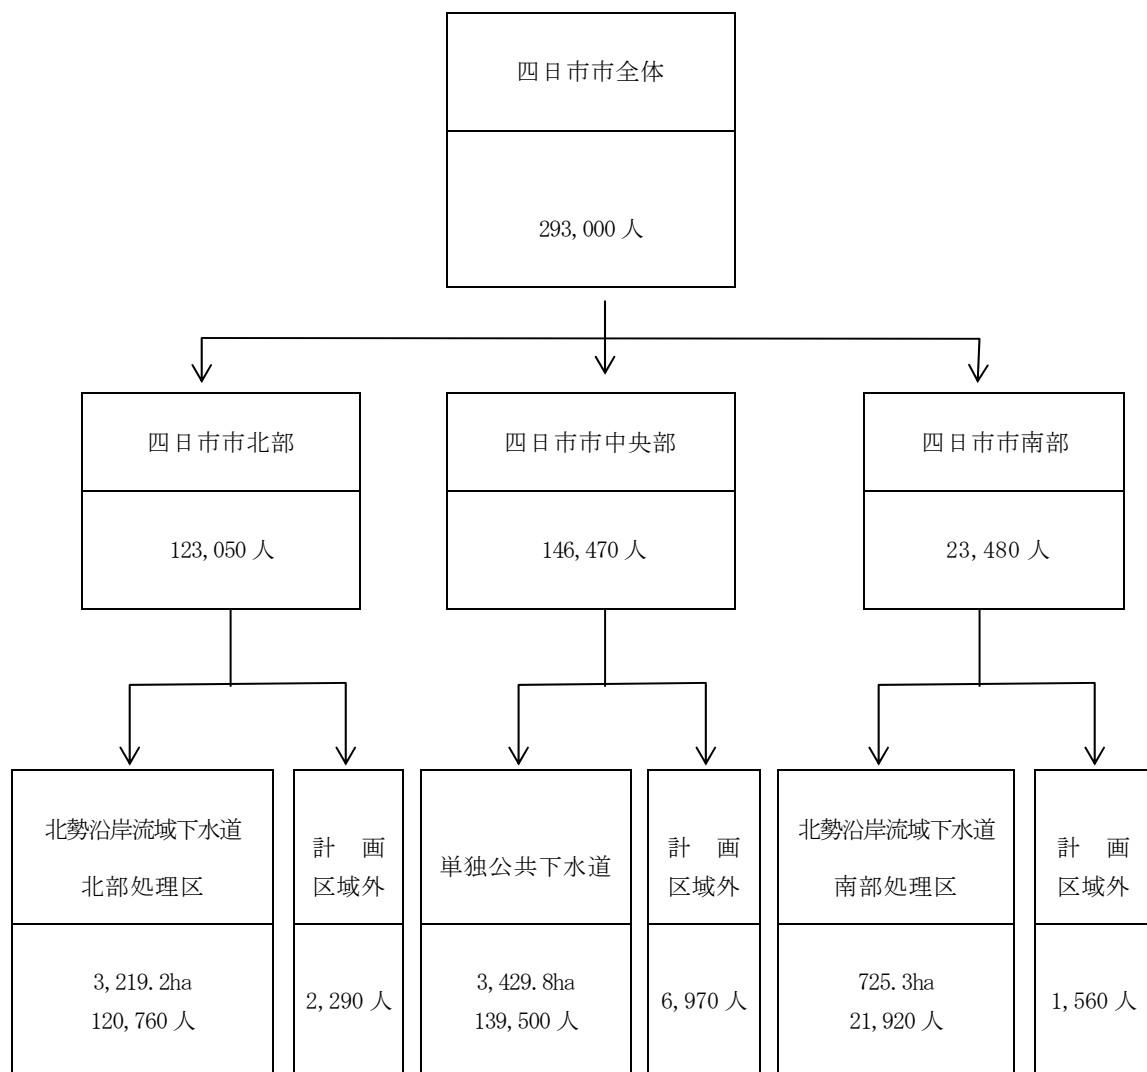 四日市市全体
293,000 人
四日市市北部
123,050 人
四日市市中央部
146,470 人
四日市市南部
23,480 人
北勢沿岸流域下水道
北部処理区
3,219.2ha
120,760 人
計 画
区域外
2,290 人
単独公共下水道
3,429.8ha
139,500 人
計 画
区域外
6,970 人
北勢沿岸流域下水道
南部処理区
725.3ha
21,920 人
計 画
区域外
1,560 人